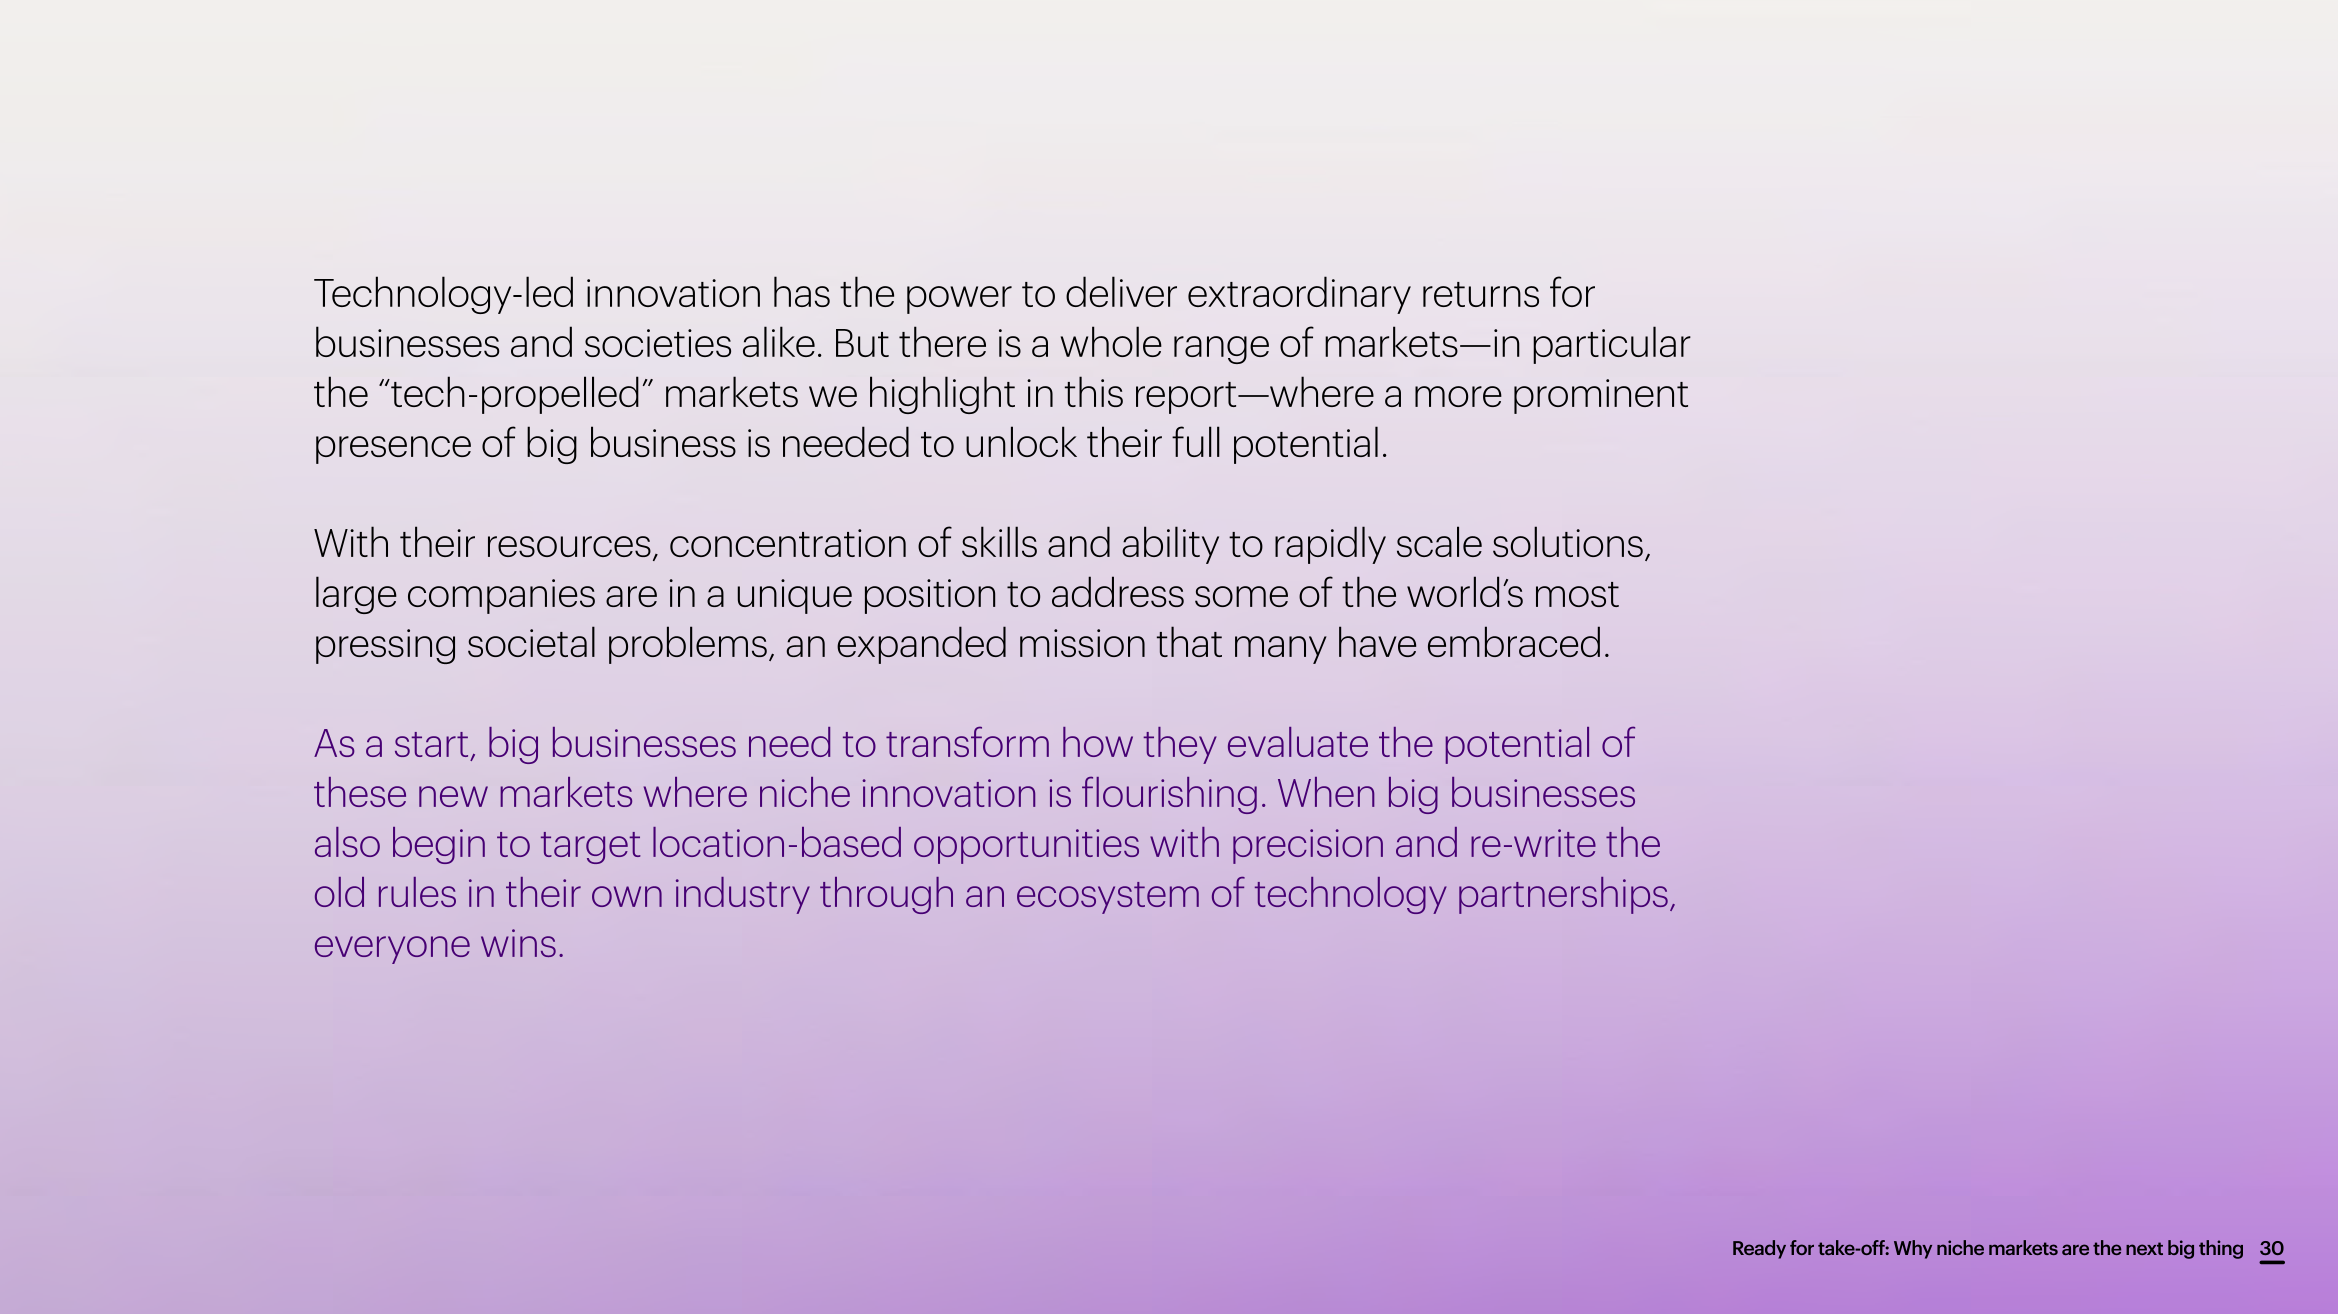 Technology-led innovation has the power to deliver extraordinary returns for
businesses and societies alike. But there is a whole range of markets—in particular
the “tech-propelled” markets we highlight in this report—where a more prominent
presence of big business is needed to unlock their full potential.
With their resources, concentration of skills and ability to rapidly scale solutions,
large companies are in a unique position to address some of the world’s most
pressing societal problems, an expanded mission that many have embraced.
As a start, big businesses need to transform how they evaluate the potential of
these new markets where niche innovation is flourishing. When big businesses
also begin to target location-based opportunities with precision and re-write the
old rules in their own industry through an ecosystem of technology partnerships,
everyone wins.
Ready for take-off: Why niche markets are the next big thing 30